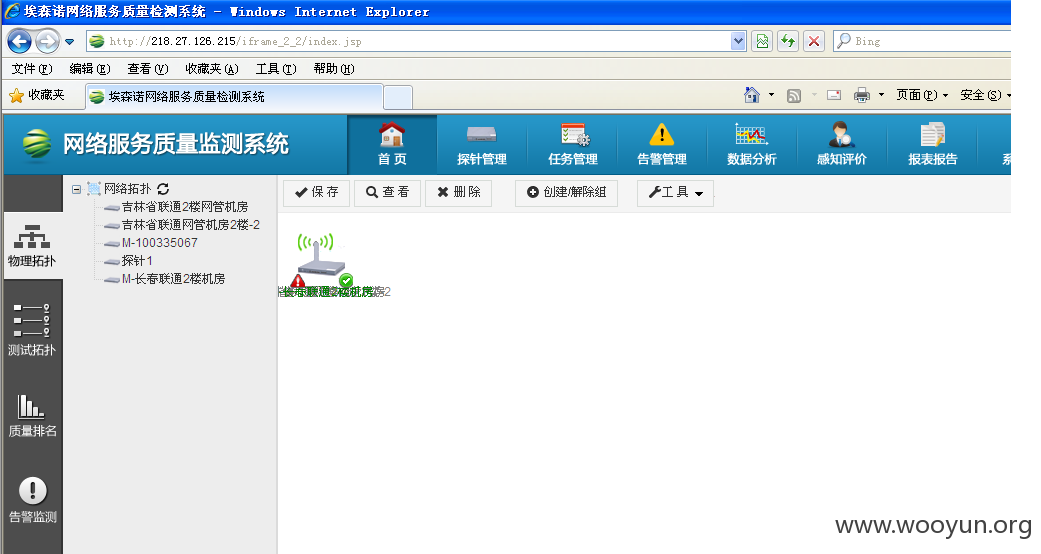 埃森诺网络服务质量检测系统 - Windows Internet Explorer
http://218.27.126.215/iframe_2_2/index.jsp
Bing
文件(F) 编辑(E) 查看(V) 收藏夹(A) 工具(T) 帮助(H)
收藏夹 埃森诺网络服务质量检测系统 页面(P) 安全(S)
网络服务质量监测系统
首页 探针管理 任务管理 告警管理 数据分析 感知评价 报表报告
物理拓扑
测试拓扑
质量排名
告警监测
网络拓扑
吉林省联通2楼网管机房
吉林省联通网管机房2楼-2
M-100335067
探针1
M-长春联通2楼机房
保存 查看 删除 创建/解除组 工具
www.wooyun.org